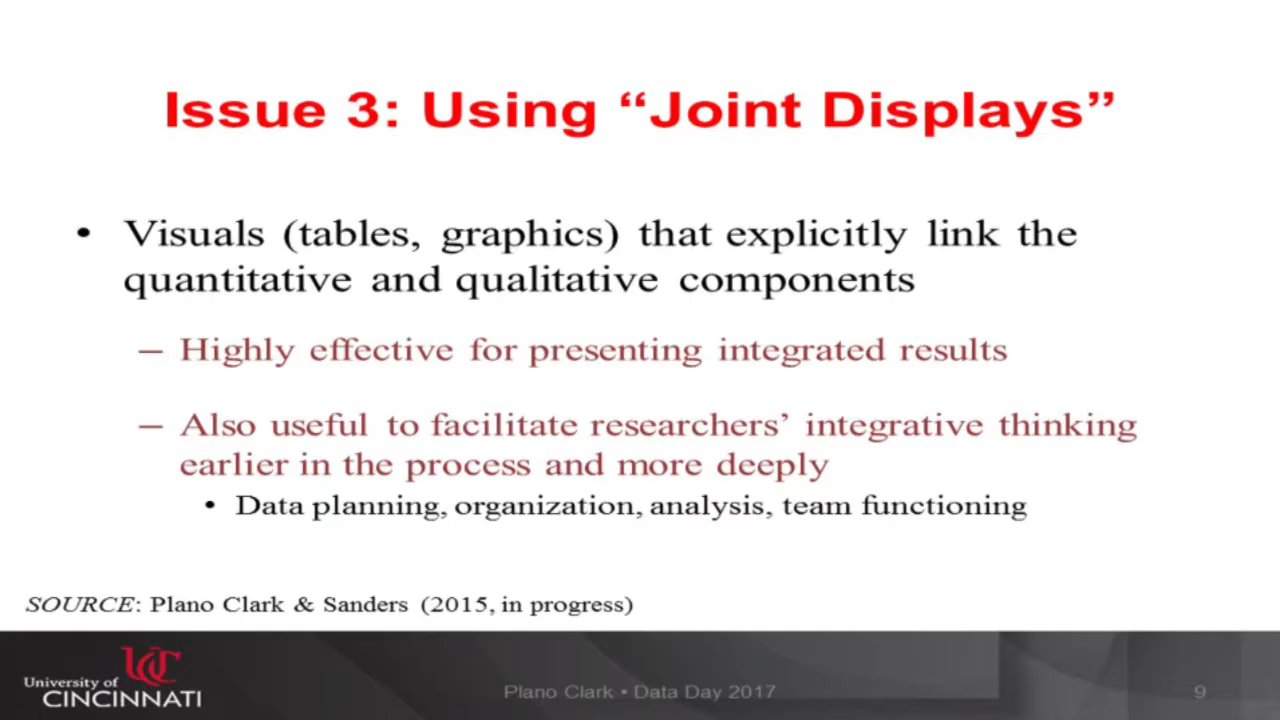 Issue 3: Using “Joint Displays”
• Visuals (tables, graphics) that explicitly link the
quantitative and qualitative components
– Highly effective for presenting integrated results
– Also useful to facilitate researchers’ integrative thinking
earlier in the process and more deeply
• Data planning, organization, analysis, team functioning
SOURCE: Plano Clark & Sanders (2015, in progress)
UC
University of
CINCINNATI
Plano Clark • Data Day 2017
9